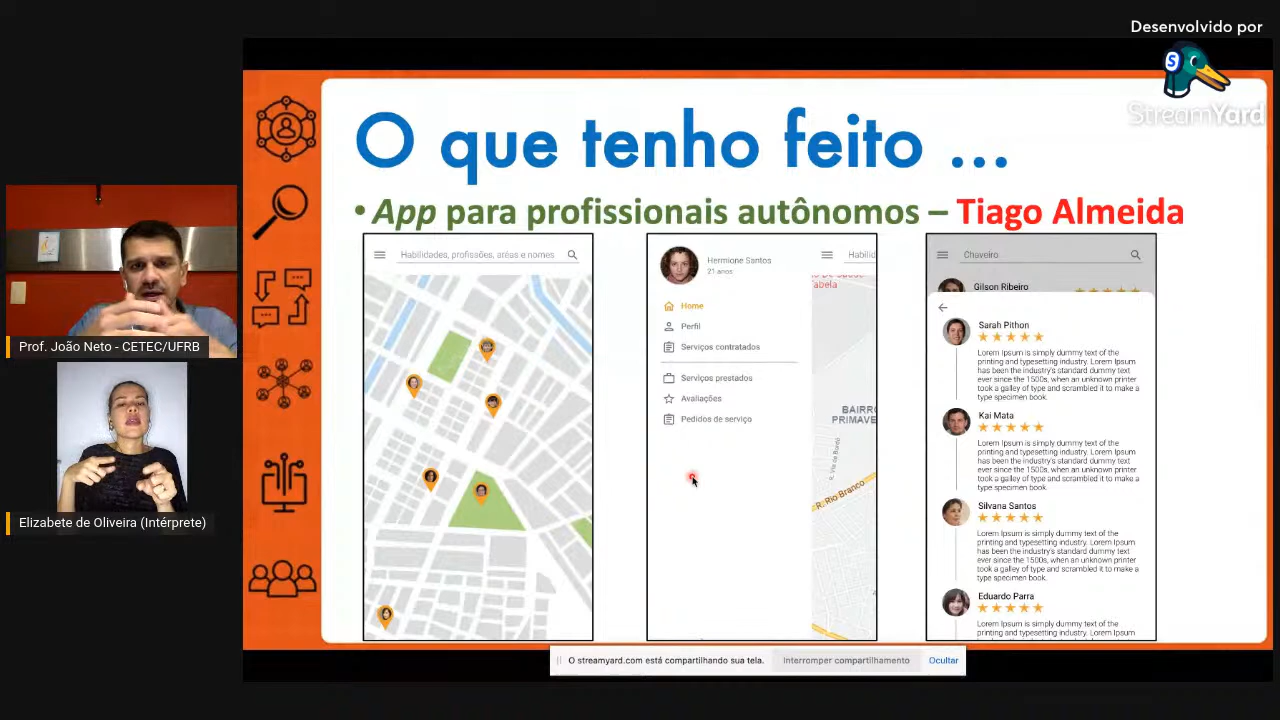 Desenvolvido por
StreamYard
O que tenho feito ...
• App para profissionais autônomos – Tiago Almeida
Habilidades, profissões, aréas e nomes
Hermione Santos
21 anos
Home
Perfil
Serviços contratados
Serviços prestados
Avaliações
Pedidos de serviço
Habilid
Tabela
BAIRRO
PRIMAVE
R. Rio Branco
Chaveiro
Gilson Ribeiro
Sarah Pithon
Lorem Ipsum is simply dummy text of the
printing and typesetting industry. Lorem Ipsum
has been the industry's standard dummy text
ever since the 1500s, when an unknown printer
took a galley of type and scrambled it to make a
type specimen book.
Kai Mata
Lorem Ipsum is simply dummy text of the
printing and typesetting industry. Lorem Ipsum
has been the industry's standard dummy text
ever since the 1500s, when an unknown printer
took a galley of type and scrambled it to make a
type specimen book.
Silvana Santos
Lorem Ipsum is simply dummy text of the
printing and typesetting industry. Lorem Ipsum
has been the industry's standard dummy text
ever since the 1500s, when an unknown printer
took a galley of type and scrambled it to make a
type specimen book.
Eduardo Parra
Lorem Ipsum is simply dummy text of the
printing and typesetting industry. Lorem Ipsum
Prof. João Neto - CETEC/UFRB
Elizabete de Oliveira (Intérprete)
O streamyard.com está compartilhando sua tela.
Interromper compartilhamento
Ocultar